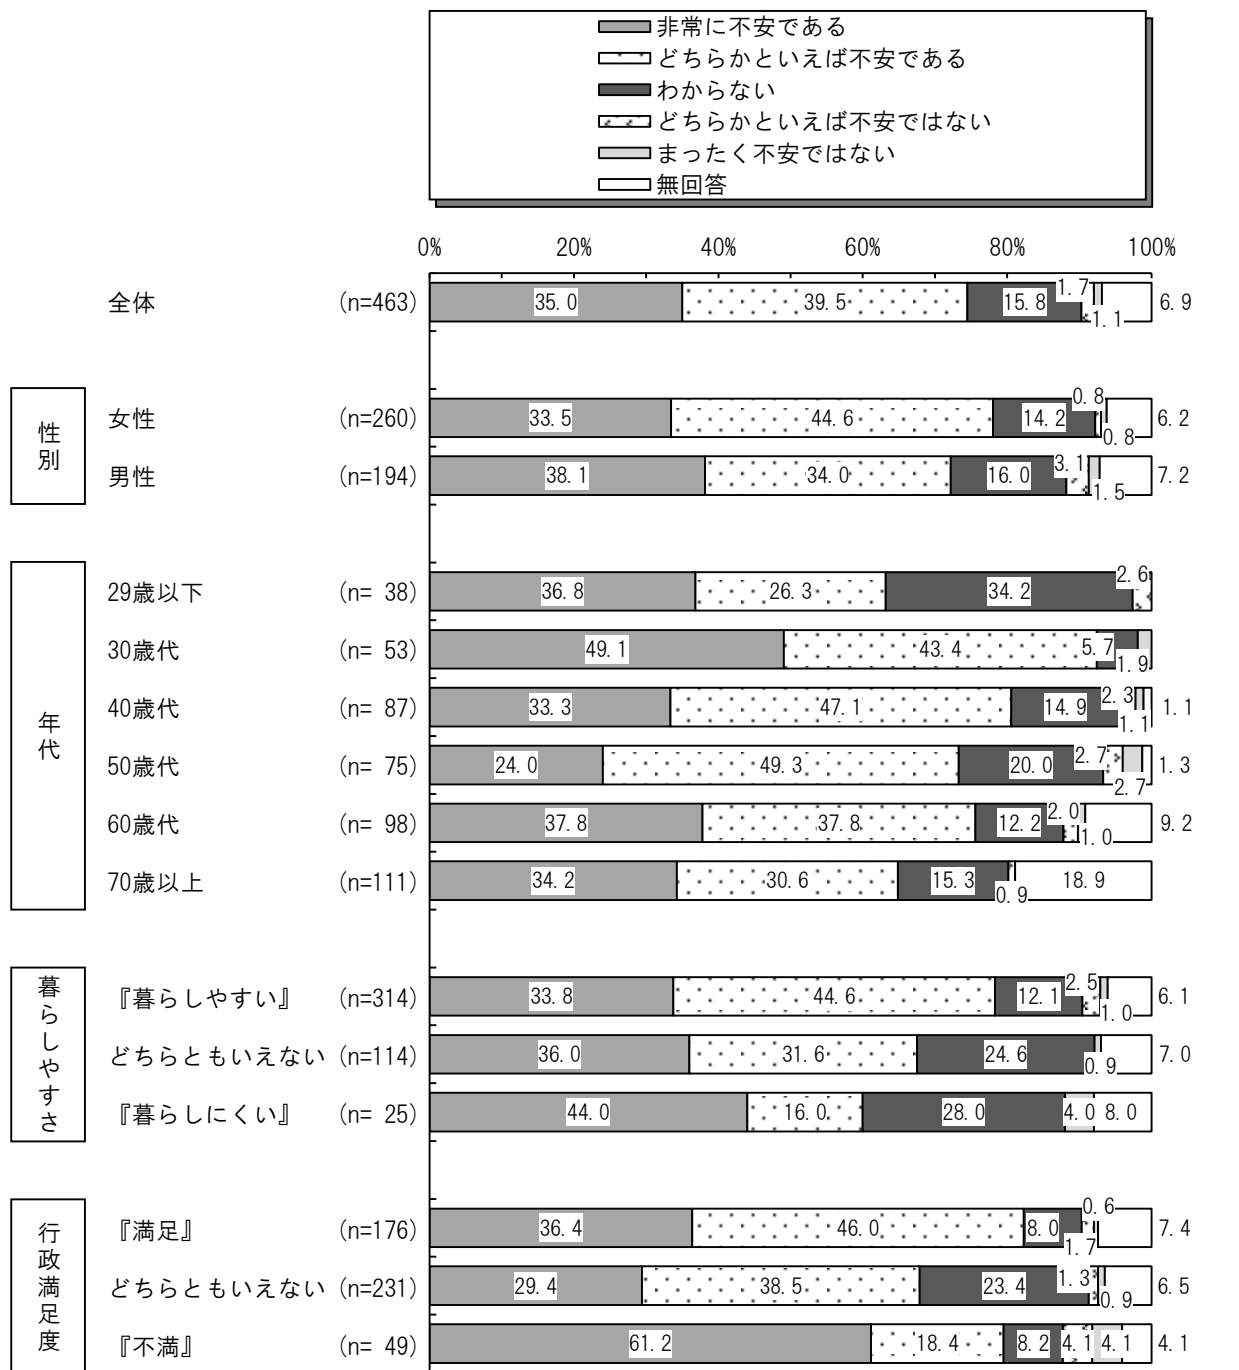 非常に不安である
どちらかといえば不安である
わからない
どちらかといえば不安ではない
まったく不安ではない
無回答
0% 20% 40% 60% 80% 100%
全体 (n=463) 35.0 39.5 15.8 1.7 1.1 6.9
性別
女性 (n=260) 33.5 44.6 14.2 0.8 0.8 6.2
男性 (n=194) 38.1 34.0 16.0 3.1 1.5 7.2
年代
29歳以下 (n= 38) 36.8 26.3 34.2 2.6
30歳代 (n= 53) 49.1 43.4 5.7 1.9
40歳代 (n= 87) 33.3 47.1 14.9 2.3 1.1 1.1
50歳代 (n= 75) 24.0 49.3 20.0 2.7 2.7 1.3
60歳代 (n= 98) 37.8 37.8 12.2 2.0 1.0 9.2
70歳以上 (n=111) 34.2 30.6 15.3 0.9 18.9
暮らしやすさ
『暮らしやすい』 (n=314) 33.8 44.6 12.1 2.5 1.0 6.1
どちらともいえない (n=114) 36.0 31.6 24.6 0.9 7.0
『暮らしにくい』 (n= 25) 44.0 16.0 28.0 4.0 8.0
行政満足度
『満足』 (n=176) 36.4 46.0 8.0 1.7 0.6 7.4
どちらともいえない (n=231) 29.4 38.5 23.4 1.3 0.9 6.5
『不満』 (n= 49) 61.2 18.4 8.2 4.1 4.1 4.1